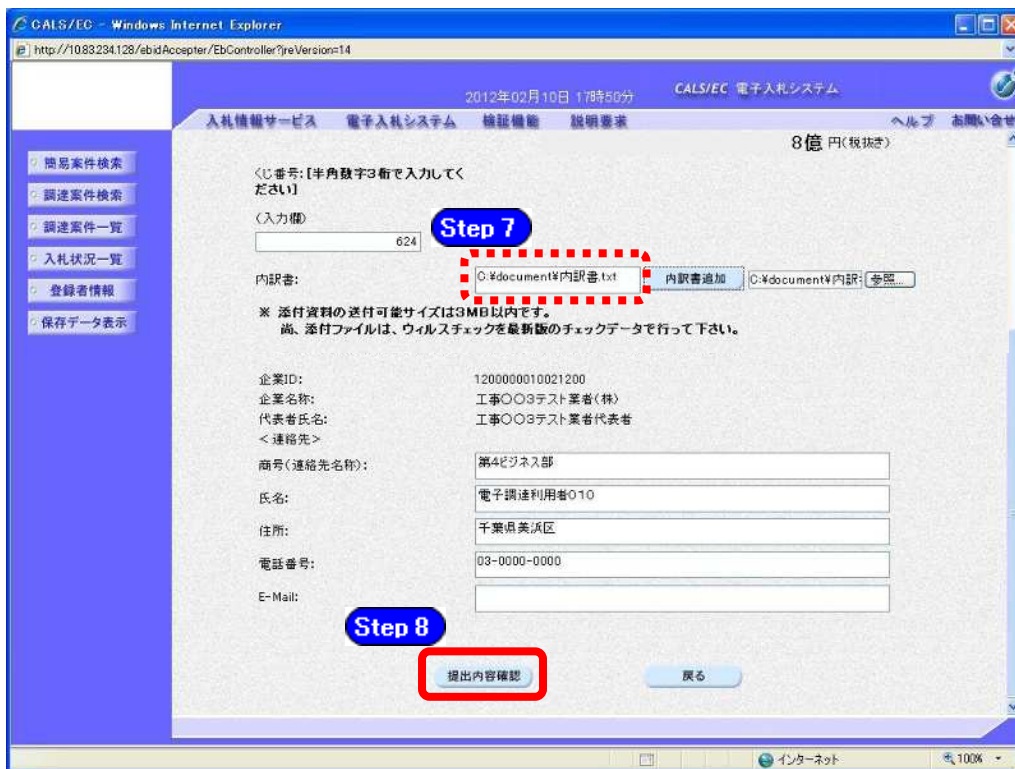 CALS/EC - Windows Internet Explorer
http://10.83.234.128/ebidAccepter/EbController?jreVersion=14
2012年02月10日 17時50分
CALS/EC 電子入札システム
入札情報サービス 電子入札システム 検証機能 説明要求 ヘルプ お問い合せ
8億 円(税抜き)
簡易案件検索
調達案件検索
調達案件一覧
入札状況一覧
登録者情報
保存データ表示
くじ番号:[半角数字3桁で入力してく
ださい]
(入力欄)
624
Step 7
内訳書: C:¥document¥内訳書.txt 内訳書追加 C:¥document¥内訳 参照...
※ 添付資料の送付可能サイズは3MB以内です。
尚、添付ファイルは、ウィルスチェックを最新版のチェックデータで行って下さい。
企業ID: 1200000010021200
企業名称: 工事〇〇3テスト業者(株)
代表者氏名: 工事〇〇3テスト業者代表者
<連絡先>
商号(連絡先名称): 第4ビジネス部
氏名: 電子調達利用者010
住所: 千葉県美浜区
電話番号: 03-0000-0000
E-Mail:
Step 8
提出内容確認 戻る
インターネット 100%